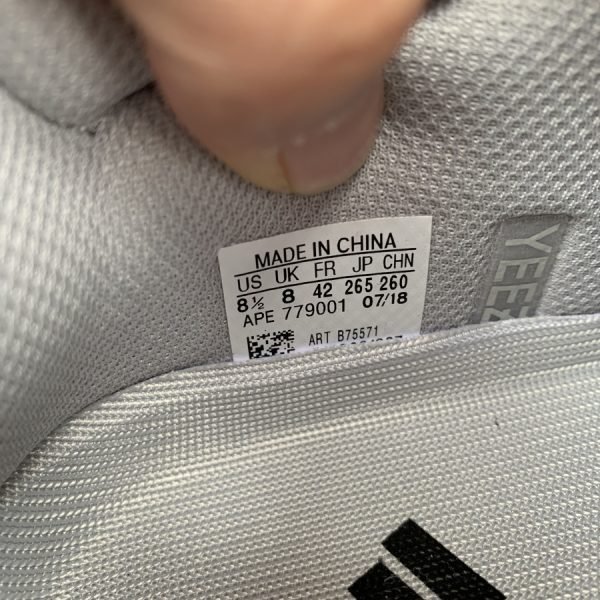 MADE IN CHINA
US UK FR JP CHN
8½ 8 42 265 260
APE 779001 07/18
ART B75571
YEEZ